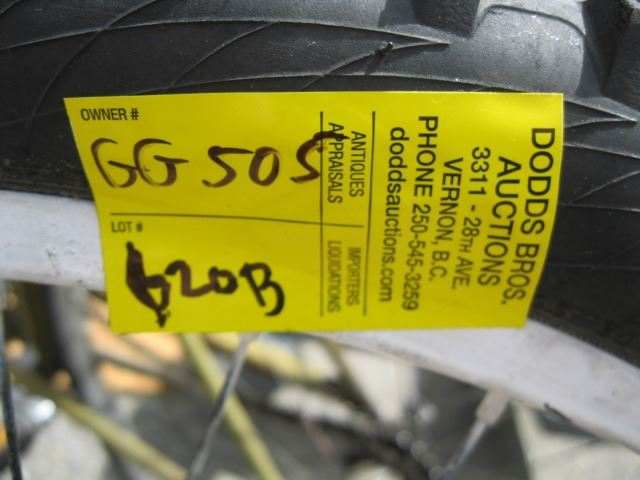 OWNER #
GG 505
LOT #
620B
ANTIQUES
APPRAISALS
IMPORTERS
LIQUIDATIONS
DODDS BROS.
AUCTIONS
3311 - 28TH AVE.
VERNON, B.C.
PHONE 250-545-3259
doddsauctions.com